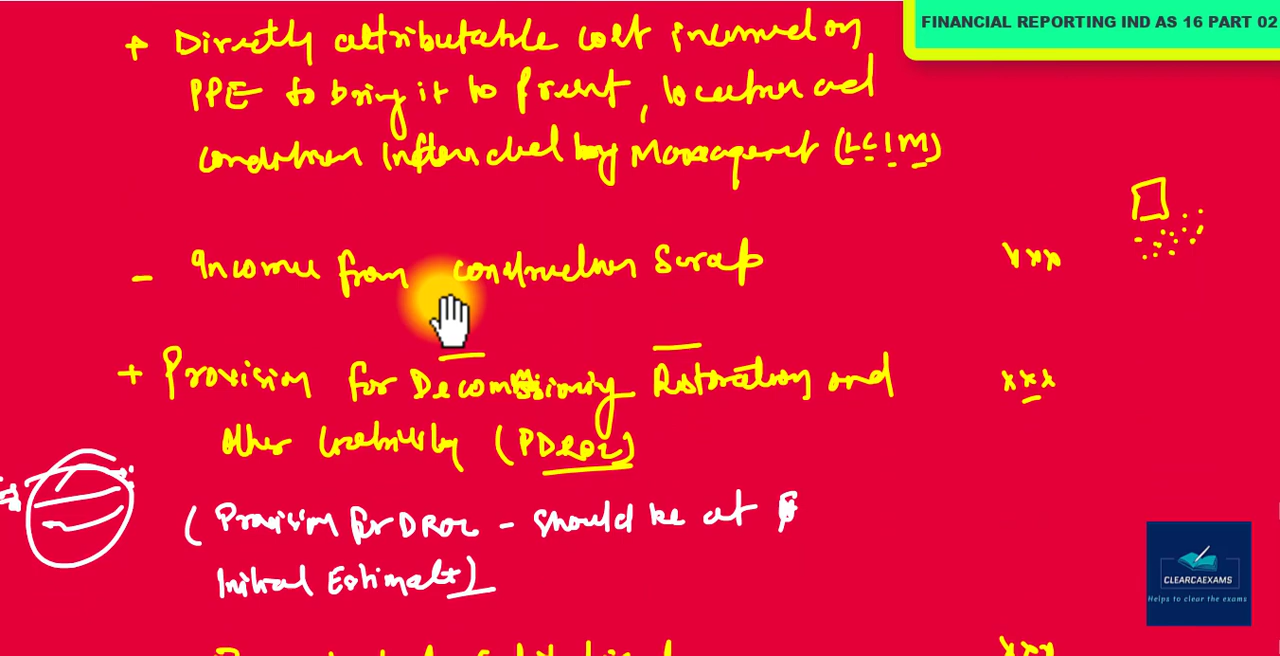 FINANCIAL REPORTING IND AS 16 PART 02
+ Directly attributable cost incurred on
PPE to bring it to Present, location and
condition by Management (LCIM)
- Income from construction Scrap xxx
+ Provision for Decommissioning Restoration and xxx
other liability (PDROL)
(Provision for DROL - should be at
Initial Estimate)
CLEARCAEXAMS
Helps to clear the exams
xxx